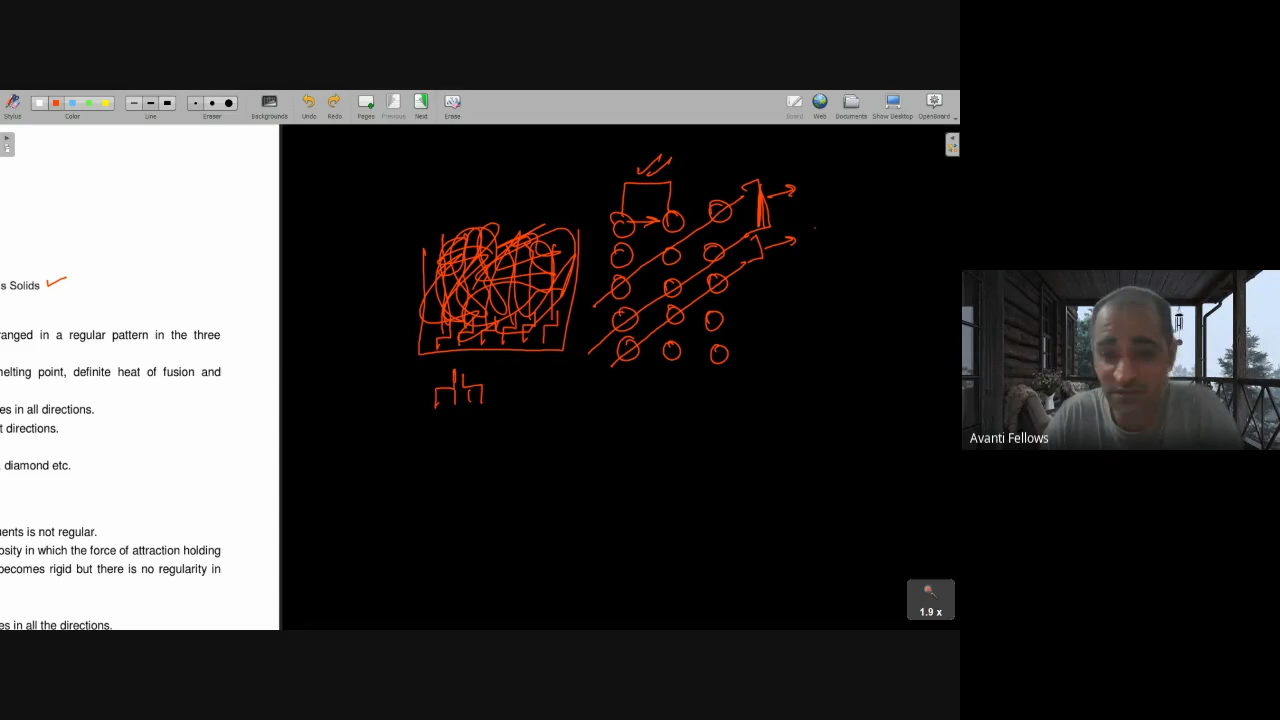 Stylus
Color
Line
Eraser
Backgrounds
Undo
Redo
Pages
Previous
Next
Erase
Board
Web
Documents
Show Desktop
OpenBoard
s Solids
anged in a regular pattern in the three
nelting point, definite heat of fusion and
es in all directions.
t directions.
diamond etc.
uents is not regular.
osity in which the force of attraction holding
becomes rigid but there is no regularity in
es in all the directions.
1.9 x
Avanti Fellows